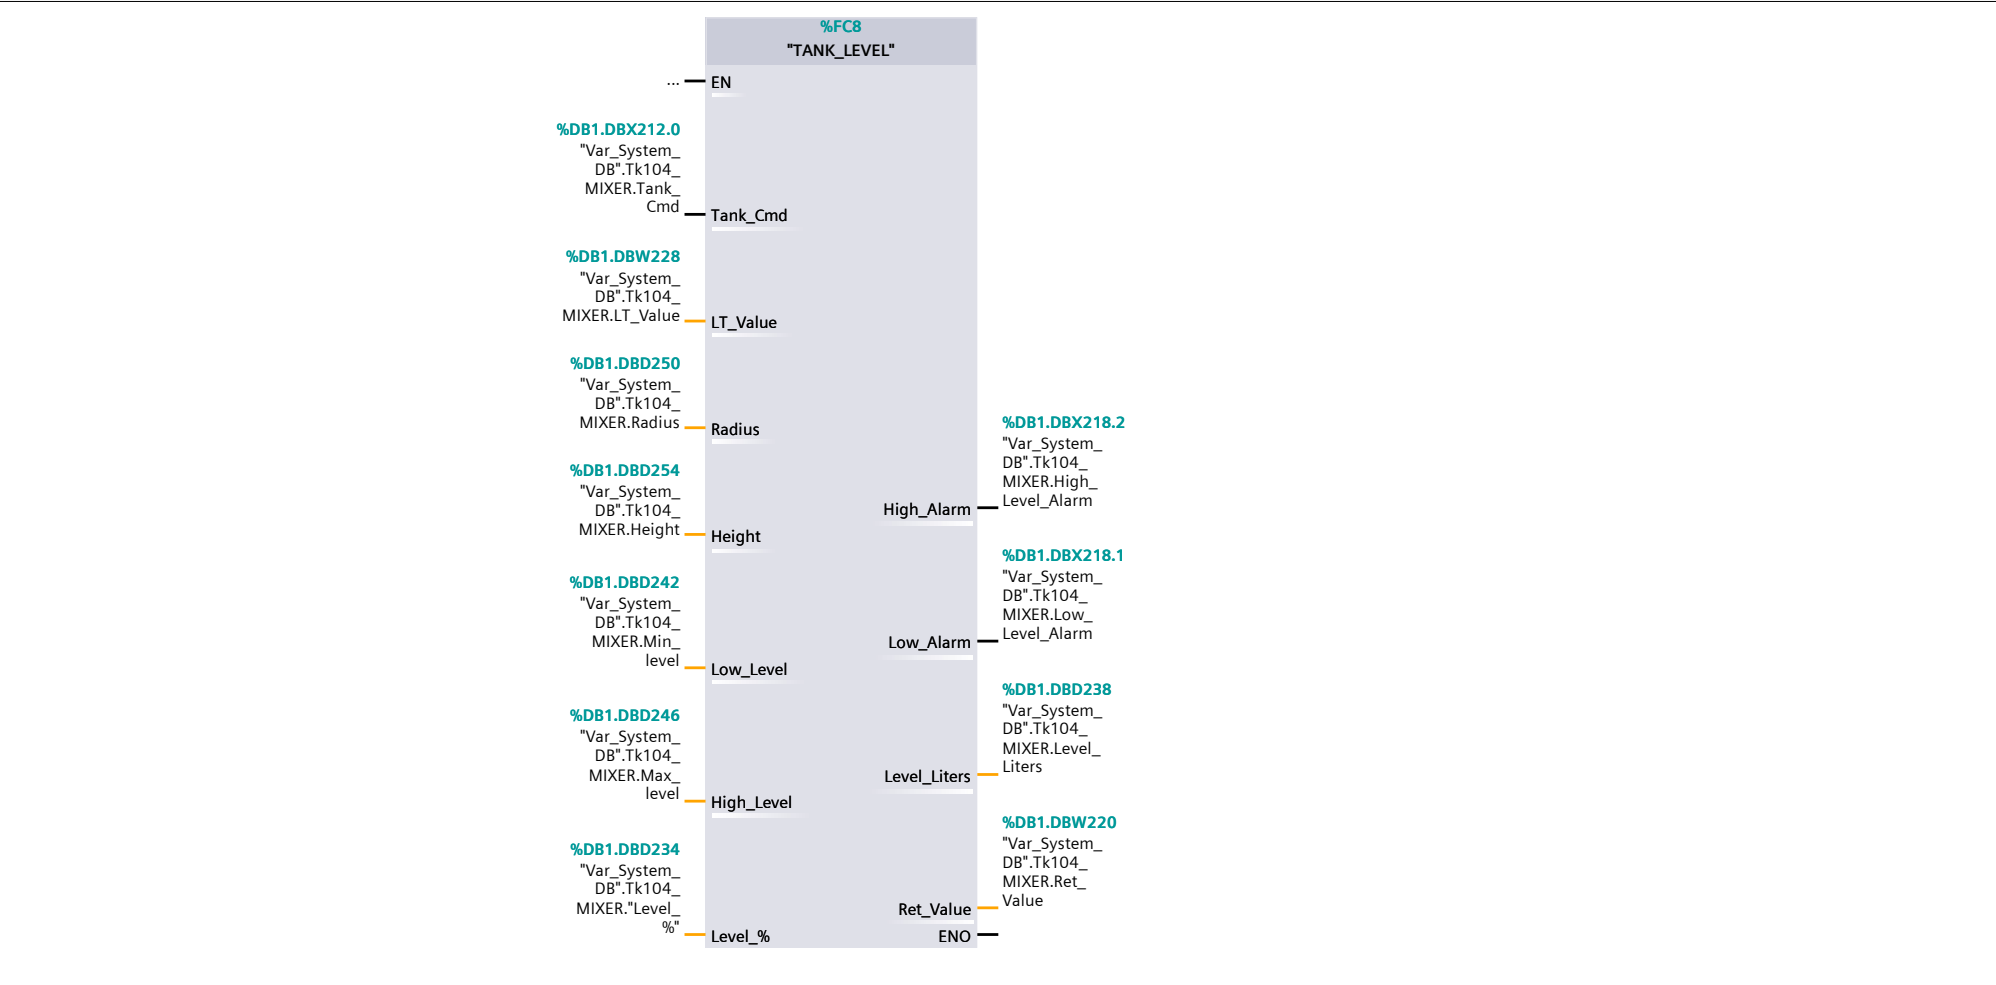 %FC8
"TANK_LEVEL"
...
EN
%DB1.DBX212.0
"Var_System_
DB".Tk104_
MIXER.Tank_
Cmd
Tank_Cmd
%DB1.DBW228
"Var_System_
DB".Tk104_
MIXER.LT_Value
LT_Value
%DB1.DBD250
"Var_System_
DB".Tk104_
MIXER.Radius
Radius
%DB1.DBD254
"Var_System_
DB".Tk104_
MIXER.Height
Height
%DB1.DBD242
"Var_System_
DB".Tk104_
MIXER.Min_
level
Low_Level
%DB1.DBD246
"Var_System_
DB".Tk104_
MIXER.Max_
level
High_Level
%DB1.DBD234
"Var_System_
DB".Tk104_
MIXER."Level_
%"
Level_%
%DB1.DBX218.2
"Var_System_
DB".Tk104_
MIXER.High_
Level_Alarm
High_Alarm
%DB1.DBX218.1
"Var_System_
DB".Tk104_
MIXER.Low_
Level_Alarm
Low_Alarm
%DB1.DBD238
"Var_System_
DB".Tk104_
MIXER.Level_
Liters
Level_Liters
%DB1.DBW220
"Var_System_
DB".Tk104_
MIXER.Ret_
Value
Ret_Value
ENO